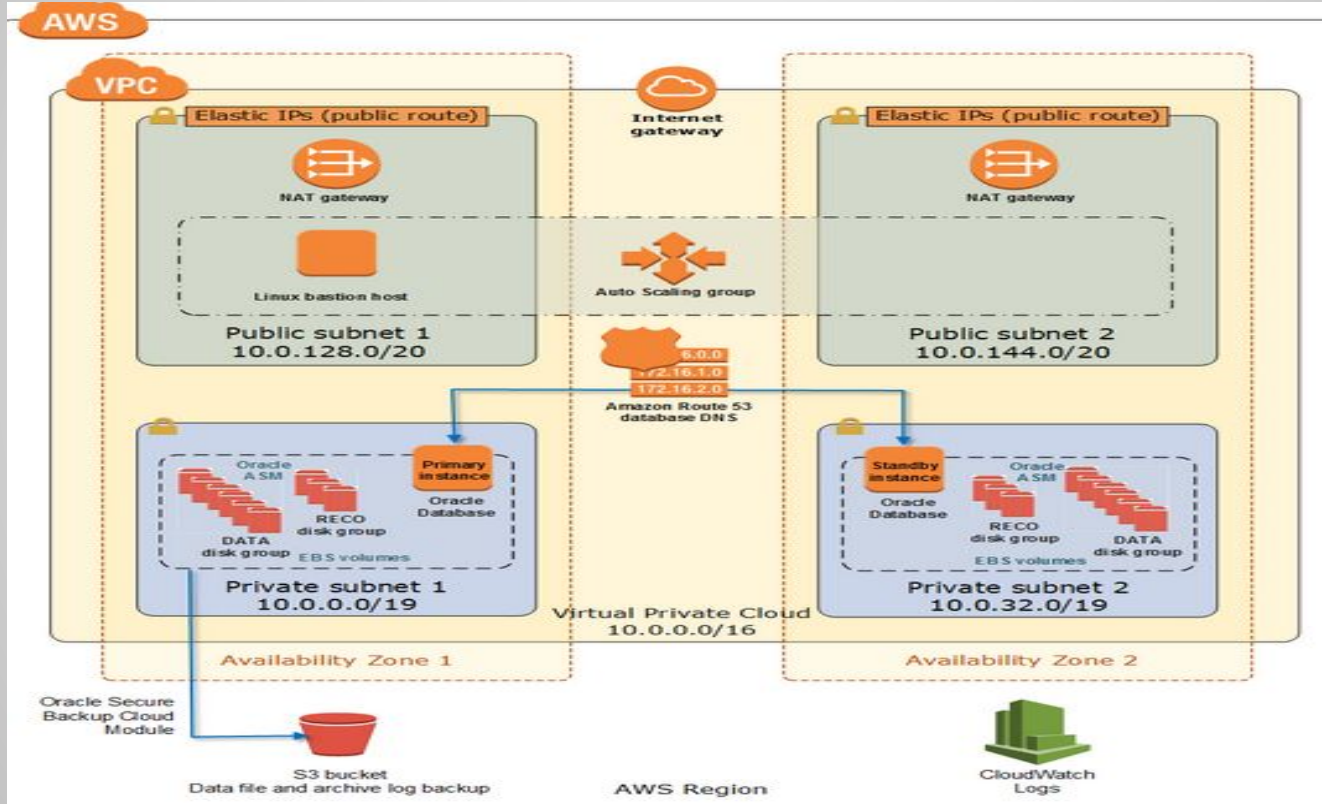 AWS
VPC
Elastic IPs (public route)
NAT gateway
Internet
gateway
Elastic IPs (public route)
NAT gateway
Linux bastion host
Auto Scaling group
Public subnet 1
10.0.128.0/20
Public subnet 2
10.0.144.0/20
6.0.0
172.16.1.0
172.16.2.0
Amazon Route 53
database DNS
Oracle
ASM
Primary
instance
Oracle
Database
RECO
disk group
DATA
disk group
EBS volumes
Private subnet 1
10.0.0.0/19
Standby
instance
Oracle
Database
Oracle
ASM
RECO
disk group
DATA
disk group
EBS volumes
Private subnet 2
10.0.32.0/19
Virtual Private Cloud
10.0.0.0/16
Availability Zone 1
Availability Zone 2
Oracle Secure
Backup Cloud
Module
S3 bucket
Data file and archive log backup
AWS Region
CloudWatch
Logs